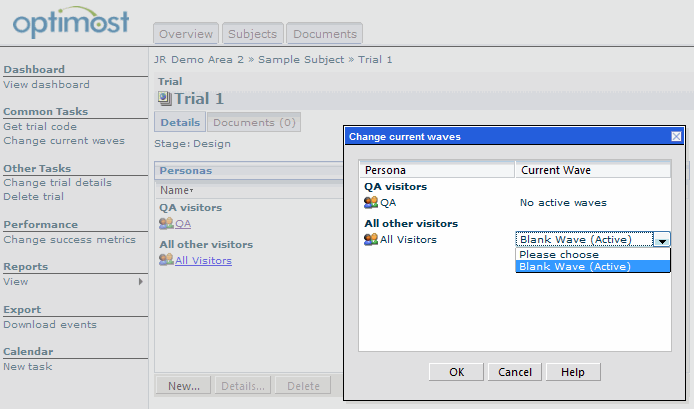 optimost
Overview Subjects Documents
JR Demo Area 2 » Sample Subject » Trial 1
Dashboard
View dashboard
Common Tasks
Get trial code
Change current waves
Other Tasks
Change trial details
Delete trial
Performance
Change success metrics
Reports
View
Export
Download events
Calendar
New task
Trial
Trial 1
Details Documents (0)
Stage: Design
Personas
Name
QA visitors
QA
All other visitors
All Visitors
New... Details... Delete
Change current waves
Persona Current Wave
QA visitors
QA No active waves
All other visitors
All Visitors Blank Wave (Active)
Please choose
Blank Wave (Active)
OK Cancel Help